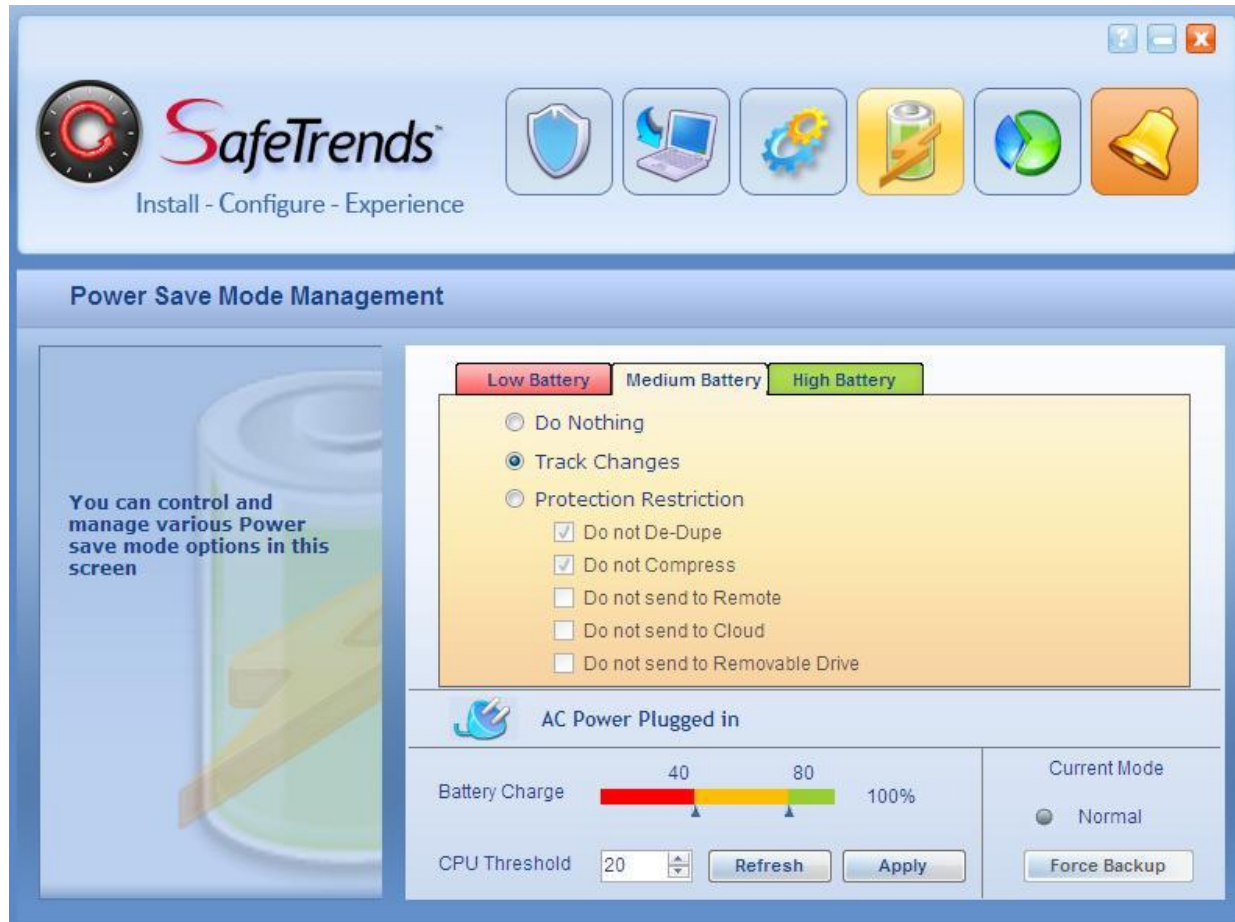 SafeTrends™
Install - Configure - Experience
Power Save Mode Management
You can control and
manage various Power
save mode options in this
screen
Low Battery
Medium Battery
High Battery
Do Nothing
Track Changes
Protection Restriction
Do not De-Dupe
Do not Compress
Do not send to Remote
Do not send to Cloud
Do not send to Removable Drive
AC Power Plugged in
Battery Charge
40
80
100%
CPU Threshold
20
Refresh
Apply
Current Mode
Normal
Force Backup